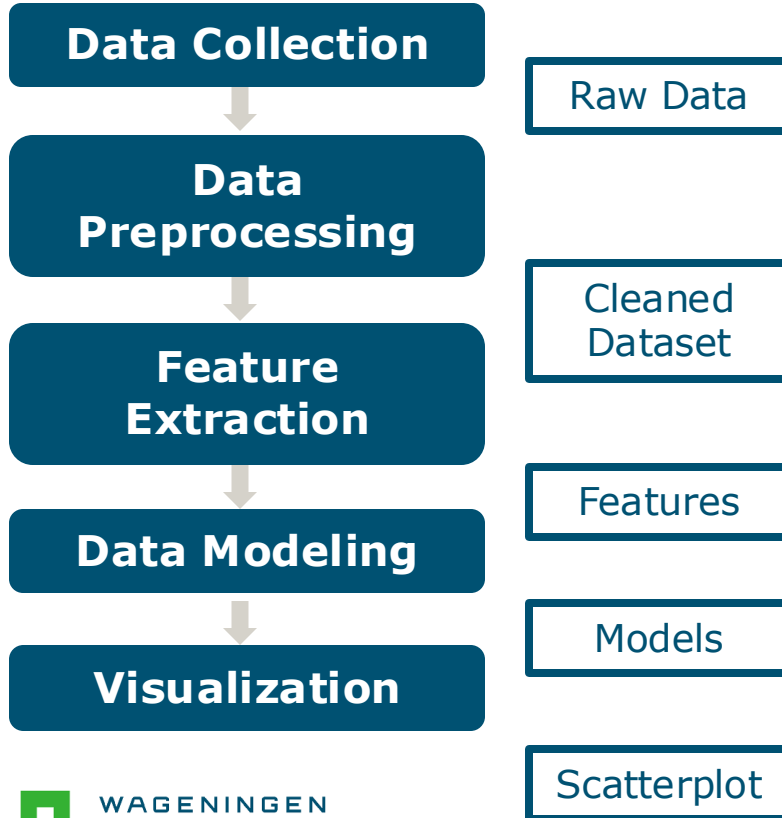 Data Collection
Raw Data
Data
Preprocessing
Cleaned
Dataset
Feature
Extraction
Features
Data Modeling
Models
Visualization
Scatterplot
WAGENINGEN